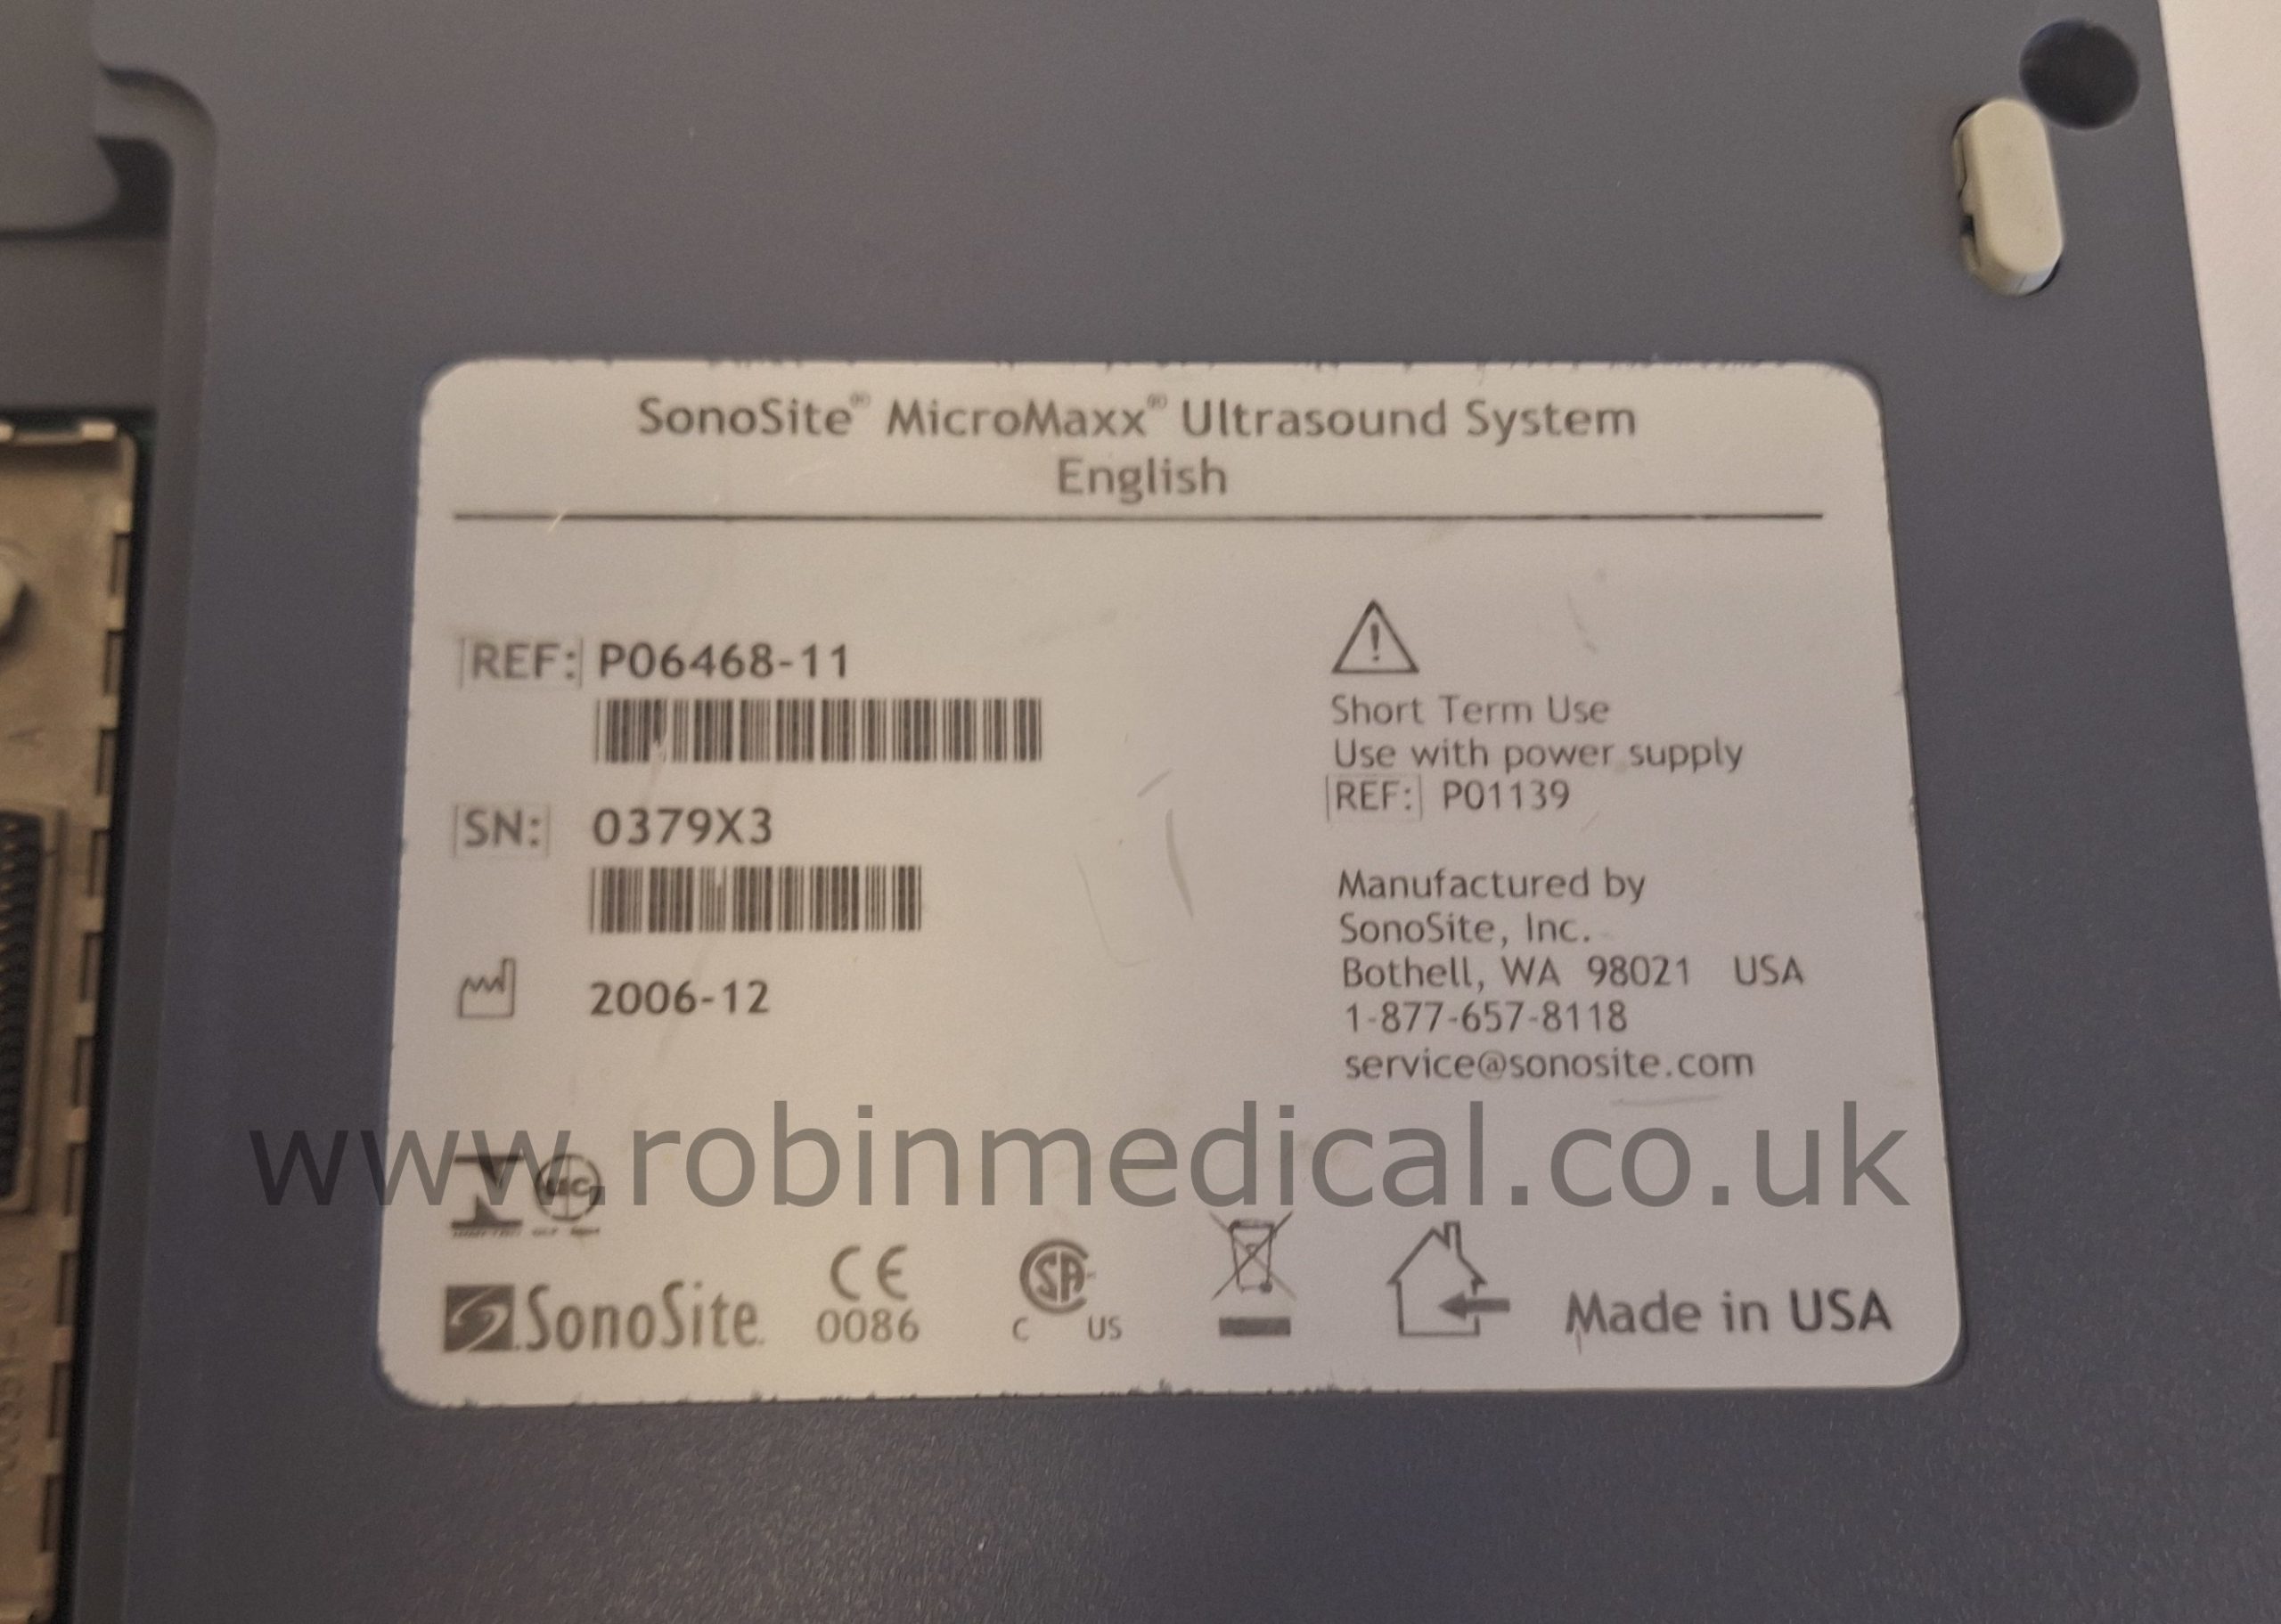 SonoSite® MicroMaxx® Ultrasound System
English
REF: P06468-11
SN: 0379X3
2006-12
Short Term Use
Use with power supply
REF: P01139
Manufactured by
SonoSite, Inc.
Bothell, WA 98021 USA
1-877-657-8118
service@sonosite.com
www.robinmedical.co.uk
SonoSite
CE
0086
SA
C US
Made in USA